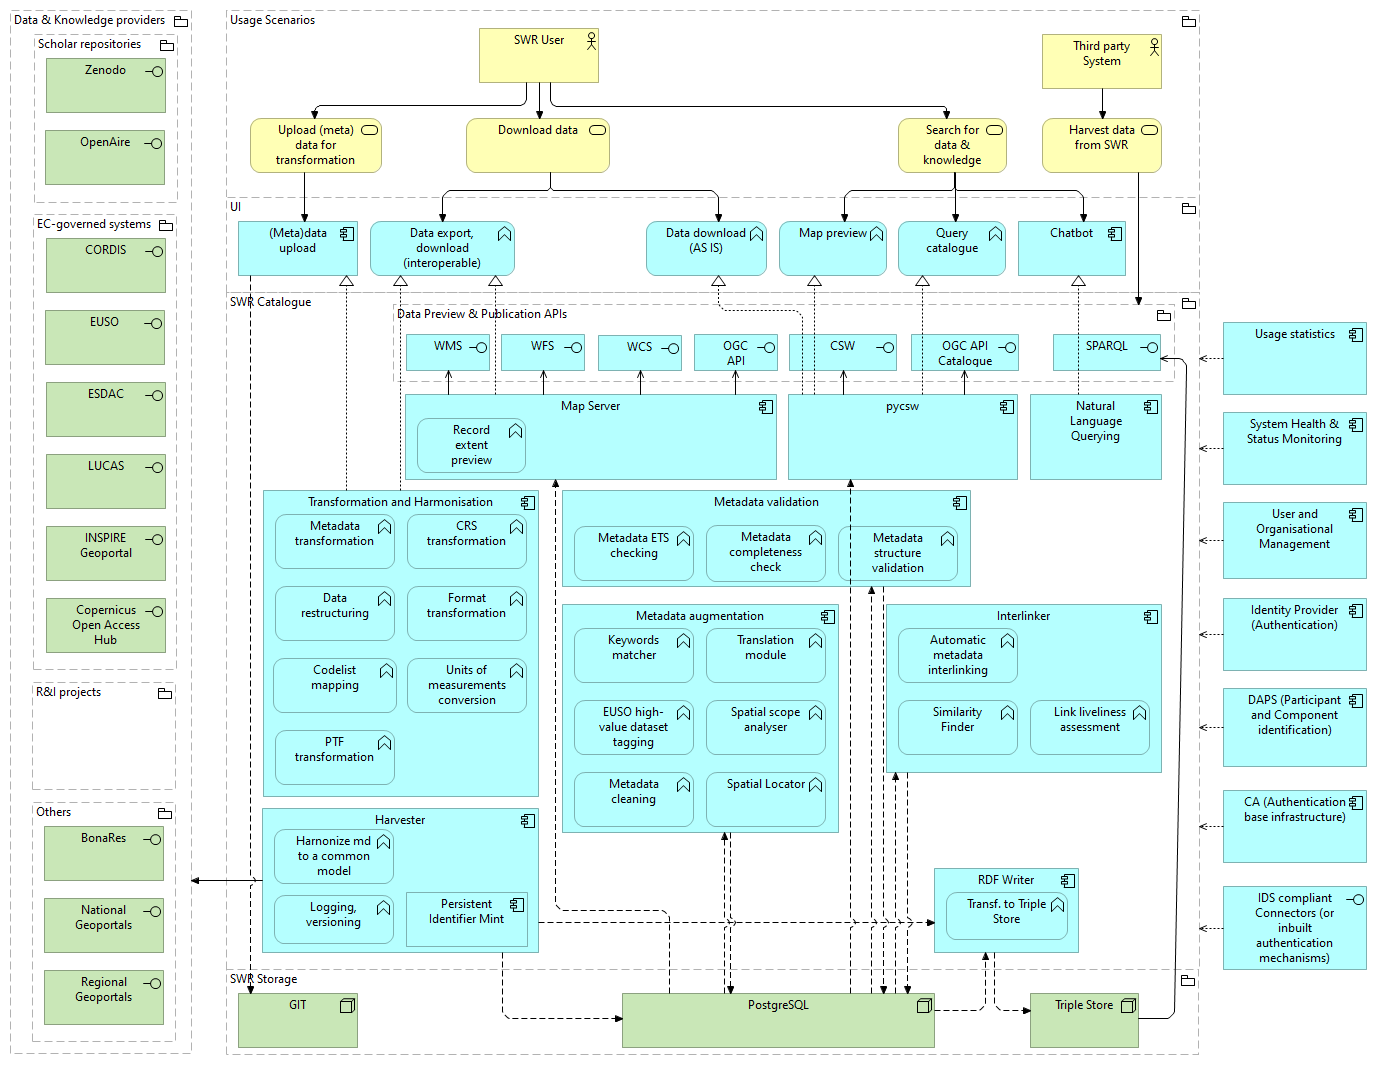 Data & Knowledge providers
Scholar repositories
Zenodo
OpenAire
EC-governed systems
CORDIS
EUSO
ESDAC
LUCAS
INSPIRE
Geoportal
Copernicus
Open Access
Hub
R&I projects
Others
BonaRes
National
Geoportals
Regional
Geoportals
Usage Scenarios
SWR User
Third party
System
Upload (meta)
data for
transformation
Download data
Search for
data &
knowledge
Harvest data
from SWR
UI
(Meta)data
upload
Data export,
download
(interoperable)
Data download
(AS IS)
Map preview
Query
catalogue
Chatbot
SWR Catalogue
Data Preview & Publication APIs
WMS
WFS
WCS
OGC
API
CSW
OGC API
Catalogue
SPARQL
Map Server
Record
extent
preview
pycsw
Natural
Language
Querying
Transformation and Harmonisation
Metadata
transformation
CRS
transformation
Data
restructuring
Format
transformation
Codelist
mapping
Units of
measurements
conversion
PTF
transformation
Metadata validation
Metadata ETS
checking
Metadata
completeness
check
Metadata
structure
validation
Metadata augmentation
Keywords
matcher
Translation
module
EUSO high-
value dataset
tagging
Spatial scope
analyser
Metadata
cleaning
Spatial Locator
Interlinker
Automatic
metadata
interlinking
Similarity
Finder
Link liveliness
assessment
Harvester
Harnonize md
to a common
model
Logging,
versioning
Persistent
Identifier Mint
RDF Writer
Transf. to Triple
Store
SWR Storage
GIT
PostgreSQL
Triple Store
Usage statistics
System Health &
Status Monitoring
User and
Organisational
Management
Identity Provider
(Authentication)
DAPS (Participant
and Component
identification)
CA (Authentication
base infrastructure)
IDS compliant
Connectors (or
inbuilt
authentication
mechanisms)